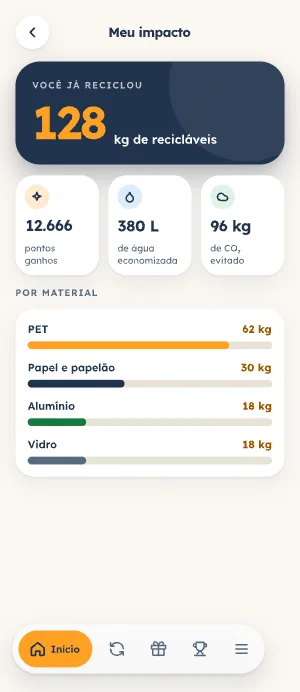 Meu impacto
VOCÊ JÁ RECICLOU
128 kg de recicláveis
12.666
pontos
ganhos
380 L
de água
economizada
96 kg
de CO₂
evitado
POR MATERIAL
PET 62 kg
Papel e papelão 30 kg
Alumínio 18 kg
Vidro 18 kg
Início